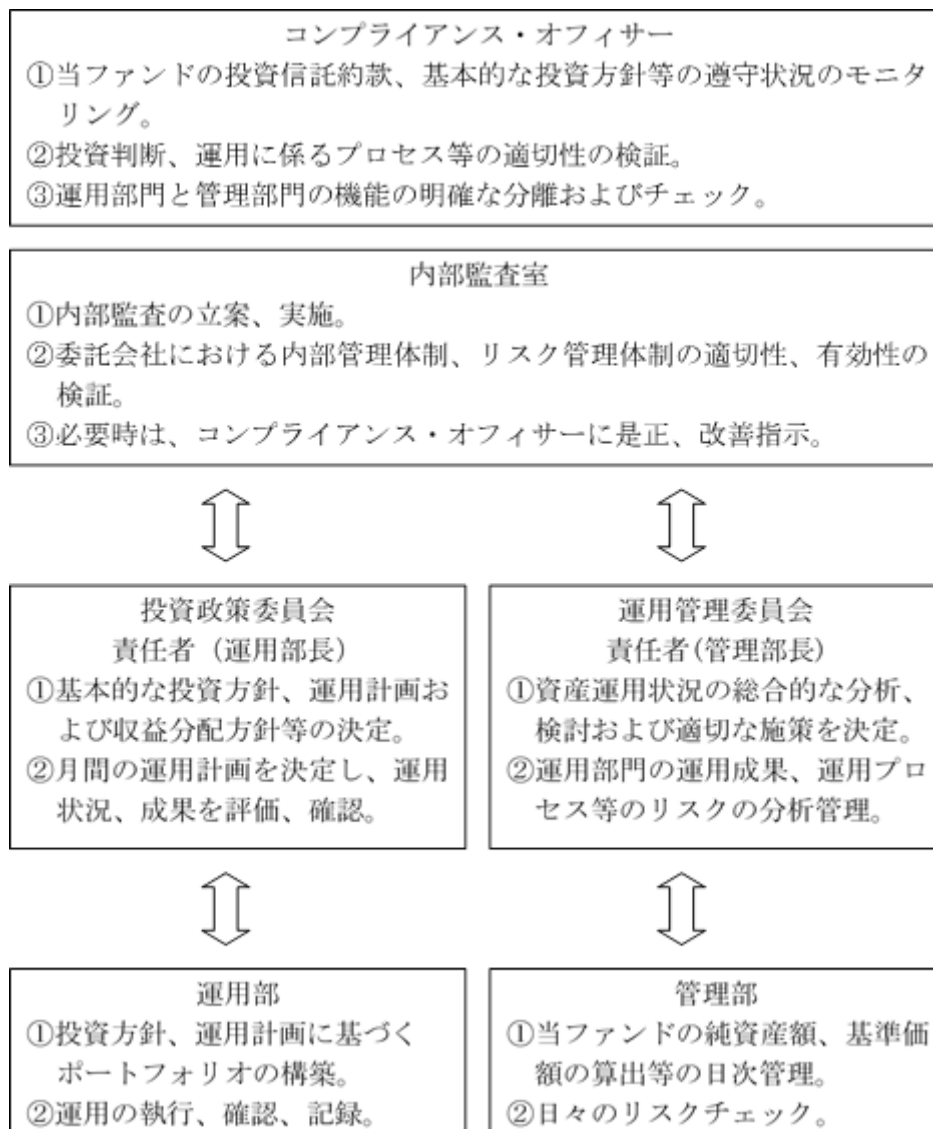 コンプライアンス・オフィサー
①当ファンドの投資信託約款、基本的な投資方針等の遵守状況のモニタ
リング。
②投資判断、運用に係るプロセス等の適切性の検証。
③運用部門と管理部門の機能の明確な分離およびチェック。
内部監査室
①内部監査の立案、実施。
②委託会社における内部管理体制、リスク管理体制の適切性、有効性の
検証。
③必要時は、コンプライアンス・オフィサーに是正、改善指示。
投資政策委員会
責任者（運用部長）
①基本的な投資方針、運用計画お
よび収益分配方針等の決定。
②月間の運用計画を決定し、運用
状況、成果を評価、確認。
運用管理委員会
責任者(管理部長)
①資産運用状況の総合的な分析、
検討および適切な施策を決定。
②運用部門の運用成果、運用プロ
セス等のリスクの分析管理。
運用部
①投資方針、運用計画に基づく
ポートフォリオの構築。
②運用の執行、確認、記録。
管理部
①当ファンドの純資産額、基準価
額の算出等の日次管理。
②日々のリスクチェック。